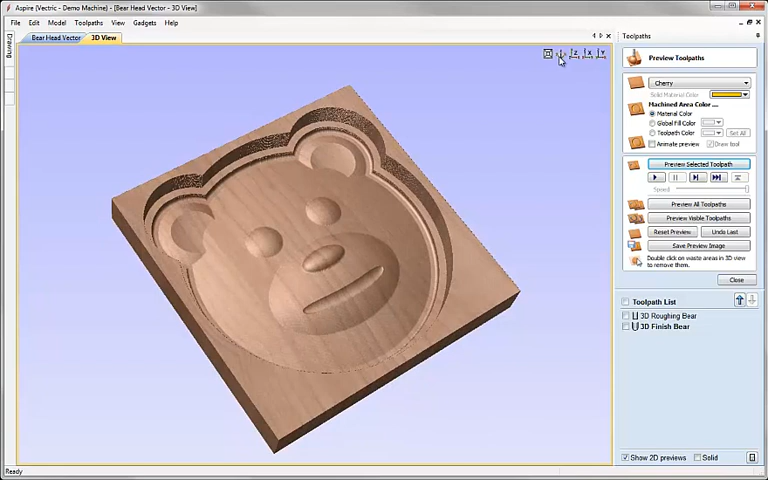 Aspire (Vectric - Demo Machine) - [Bear Head Vector - 3D View]
File Edit Model Toolpaths View Gadgets Help
Bear Head Vector 3D View
Drawing
Z X Y
Toolpaths
Preview Toolpaths
Cherry
Solid Material Color
Machined Area Color ...
Material Color
Global Fill Color
Toolpath Color Set All
Animate preview Draw tool
Preview Selected Toolpath
Speed
Preview All Toolpaths
Preview Visible Toolpaths
Reset Preview Undo Last
Save Preview Image
Double click on waste areas in 3D view
to remove them.
Close
Toolpath List
3D Roughing Bear
3D Finish Bear
Show 2D previews Solid
Ready